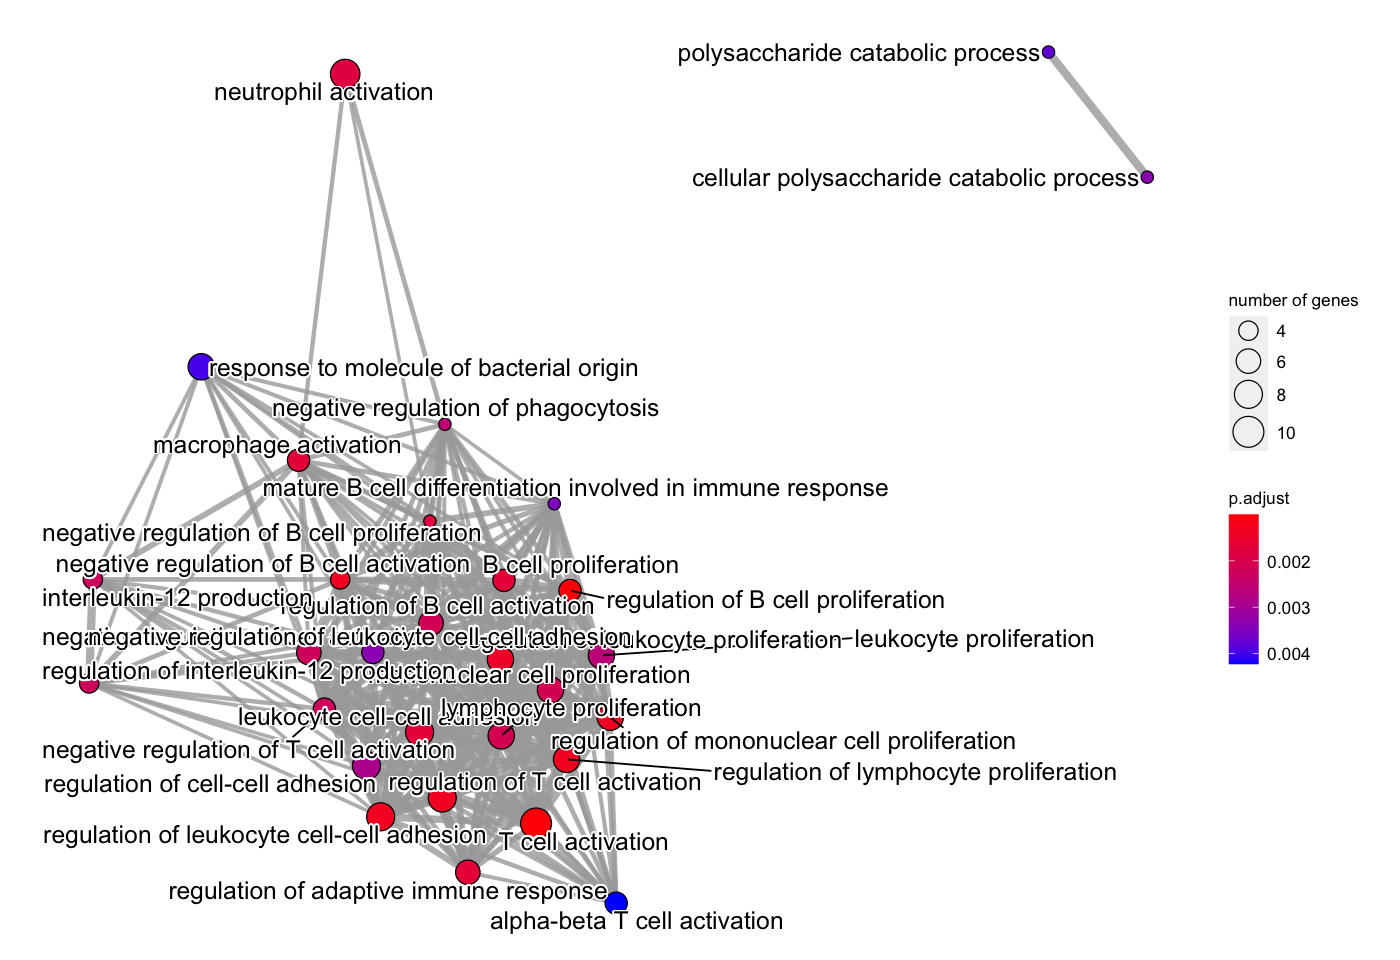 polysaccharide catabolic process
neutrophil activation
cellular polysaccharide catabolic process
number of genes
4
6
8
10
response to molecule of bacterial origin
negative regulation of phagocytosis
macrophage activation
mature B cell differentiation involved in immune response
p.adjust
0.002
0.003
0.004
negative regulation of B cell proliferation
negative regulation of B cell activation
B cell proliferation
interleukin-12 production
regulation of B cell activation
regulation of B cell proliferation
negative regulation of leukocyte cell-cell adhesion
leukocyte proliferation
leukocyte proliferation
regulation of interleukin-12 production
mononuclear cell proliferation
leukocyte cell-cell adhesion
lymphocyte proliferation
negative regulation of T cell activation
regulation of mononuclear cell proliferation
regulation of lymphocyte proliferation
regulation of cell-cell adhesion
regulation of T cell activation
regulation of leukocyte cell-cell adhesion
T cell activation
regulation of adaptive immune response
alpha-beta T cell activation